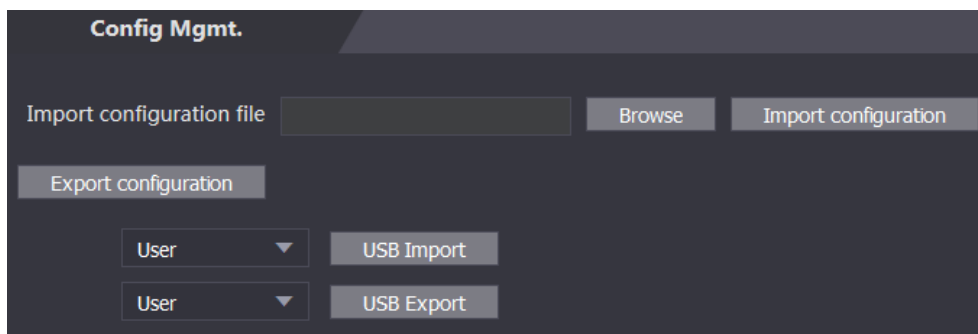 Config Mgmt.
Import configuration file Browse Import configuration
Export configuration
User USB Import
User USB Export